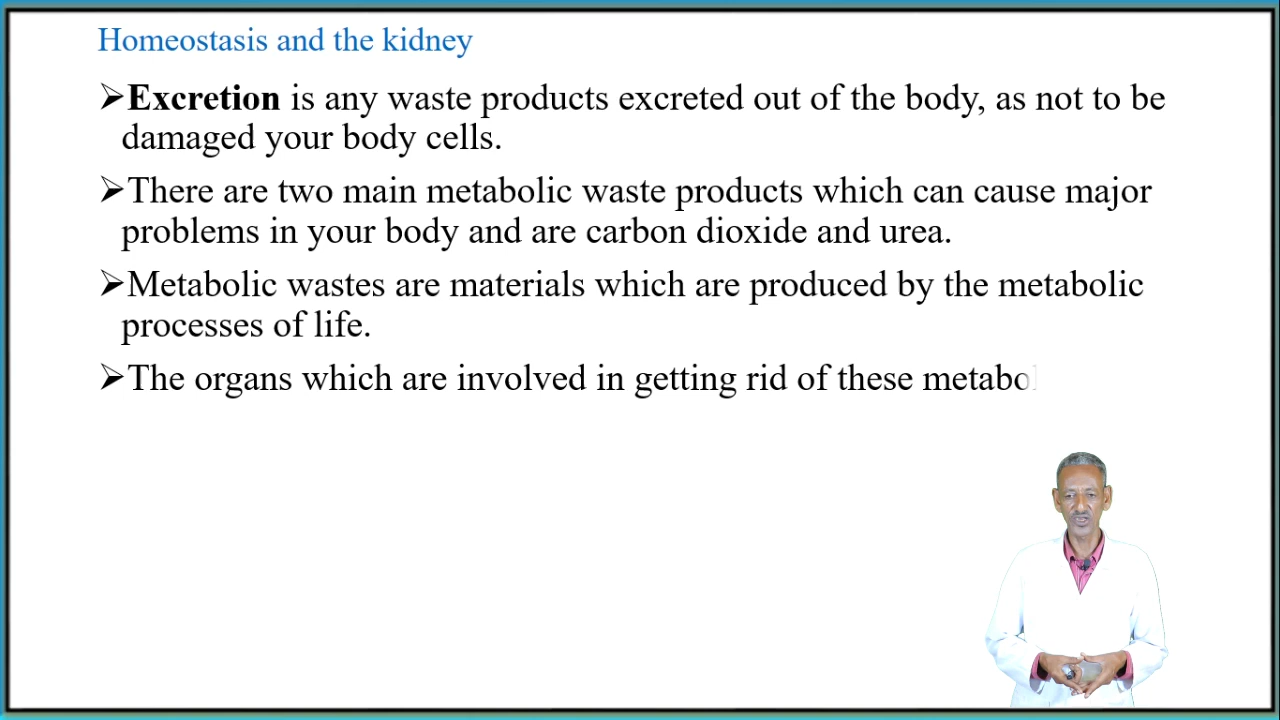 Homeostasis and the kidney
➢Excretion is any waste products excreted out of the body, as not to be
damaged your body cells.
➢There are two main metabolic waste products which can cause major
problems in your body and are carbon dioxide and urea.
➢Metabolic wastes are materials which are produced by the metabolic
processes of life.
➢The organs which are involved in getting rid of these metabol